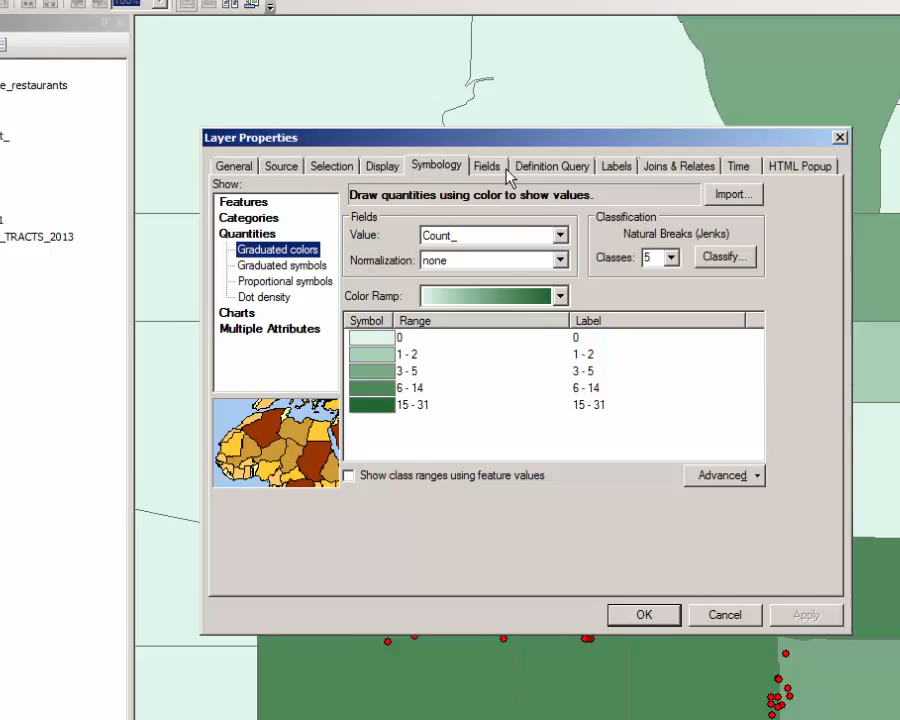 100%
e_restaurants
t_
1
_TRACTS_2013
Layer Properties
General
Source
Selection
Display
Symbology
Fields
Definition Query
Labels
Joins & Relates
Time
HTML Popup
Show:
Features
Categories
Quantities
Graduated colors
Graduated symbols
Proportional symbols
Dot density
Charts
Multiple Attributes
Draw quantities using color to show values.
Import...
Fields
Value:
Count_
Normalization:
none
Classification
Natural Breaks (Jenks)
Classes:
5
Classify...
Color Ramp:
Symbol Range Label
0 0
1 - 2 1 - 2
3 - 5 3 - 5
6 - 14 6 - 14
15 - 31 15 - 31
Show class ranges using feature values
Advanced
OK
Cancel
Apply